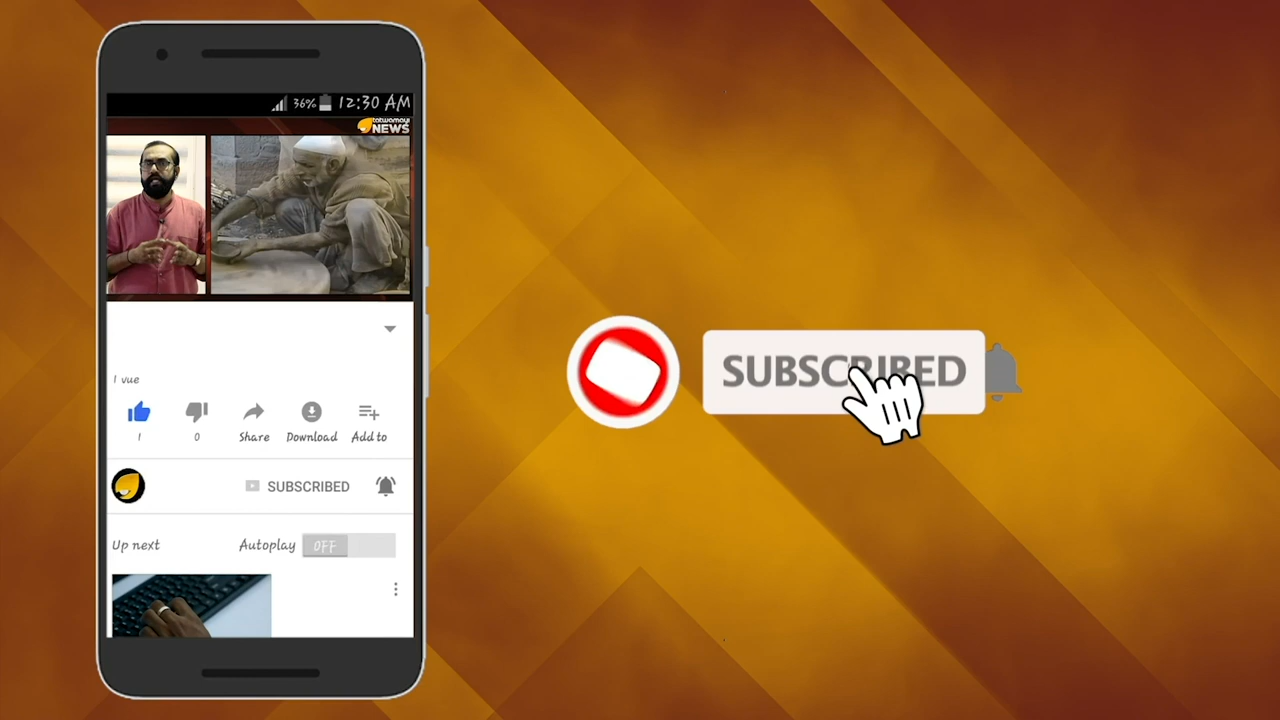 36% 12:30 AM
tatwamayi
NEWS
1 vue
1
0
Share
Download
Add to
SUBSCRIBED
Up next
Autoplay
OFF
SUBSCRIBED